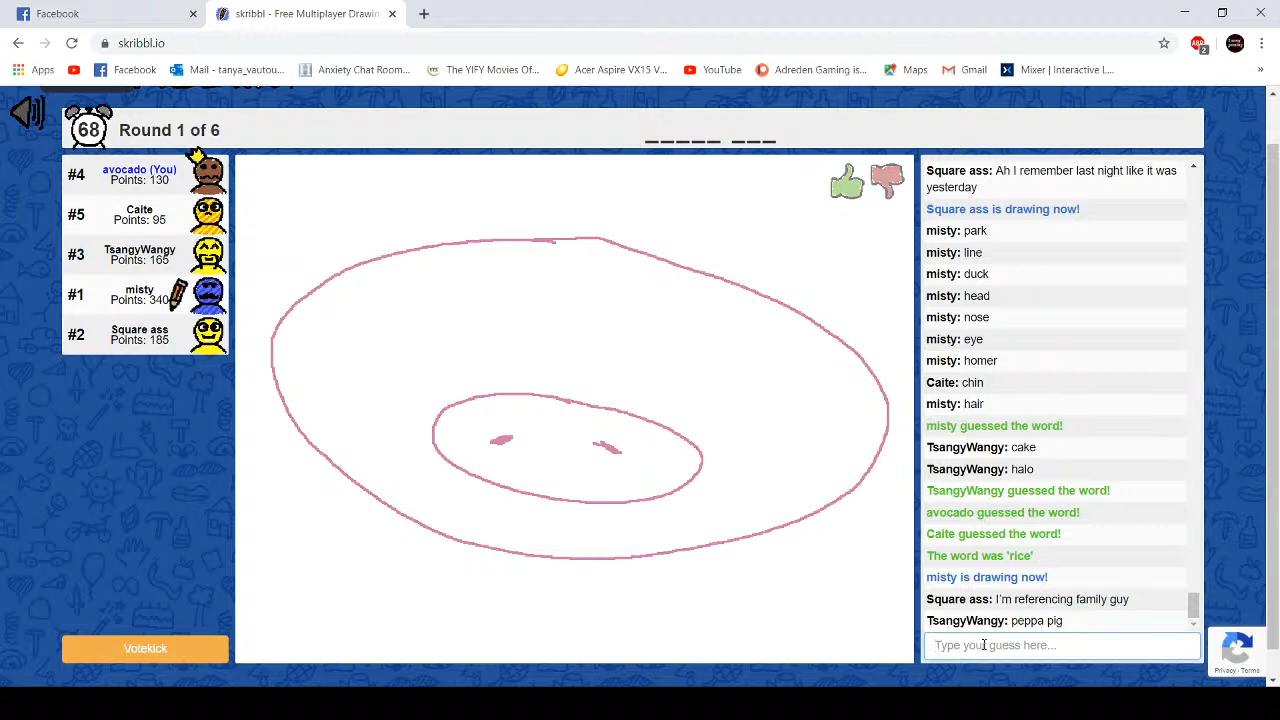 Facebook
skribbl - Free Multiplayer Drawin
skribbl.io
ABP
2
Apps
Facebook
Mail - tanya_vautou...
Anxiety Chat Room...
The YIFY Movies Of...
Acer Aspire VX15 V...
YouTube
Adreden Gaming is...
Maps
Gmail
Mixer | Interactive L...
»
68
Round 1 of 6
_____ ___
#4
avocado (You)
Points: 130
#5
Caite
Points: 95
#3
TsangyWangy
Points: 165
#1
misty
Points: 340
#2
Square ass
Points: 185
Votekick
Square ass: Ah I remember last night like it was
yesterday
Square ass is drawing now!
misty: park
misty: line
misty: duck
misty: head
misty: nose
misty: eye
misty: homer
Caite: chin
misty: hair
misty guessed the word!
TsangyWangy: cake
TsangyWangy: halo
TsangyWangy guessed the word!
avocado guessed the word!
Caite guessed the word!
The word was 'rice'
misty is drawing now!
Square ass: I'm referencing family guy
TsangyWangy: peppa pig
Type your guess here...
Privacy - Terms